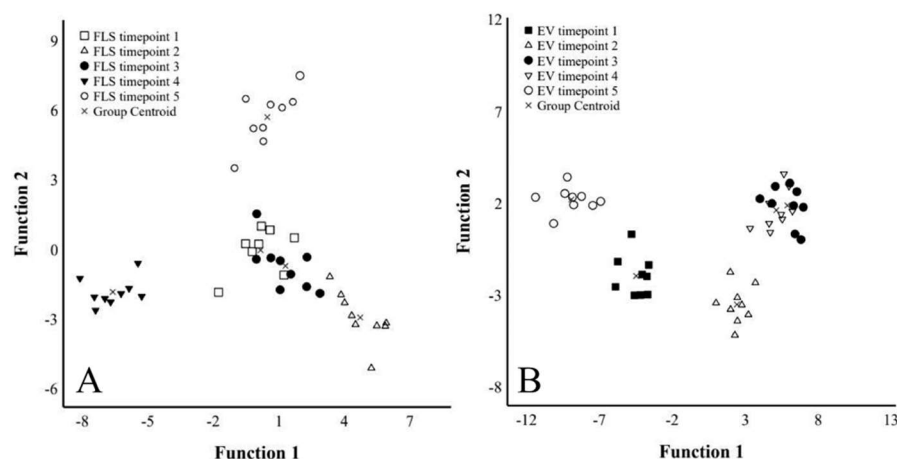 9
6
3
0
-3
-6
Function 2
FLS timepoint 1
FLS timepoint 2
FLS timepoint 3
FLS timepoint 4
FLS timepoint 5
Group Centroid
A
-8 -5 -2 1 4 7
Function 1
12
7
2
-3
-8
Function 2
EV timepoint 1
EV timepoint 2
EV timepoint 3
EV timepoint 4
EV timepoint 5
Group Centroid
B
-12 -7 -2 3 8 13
Function 1